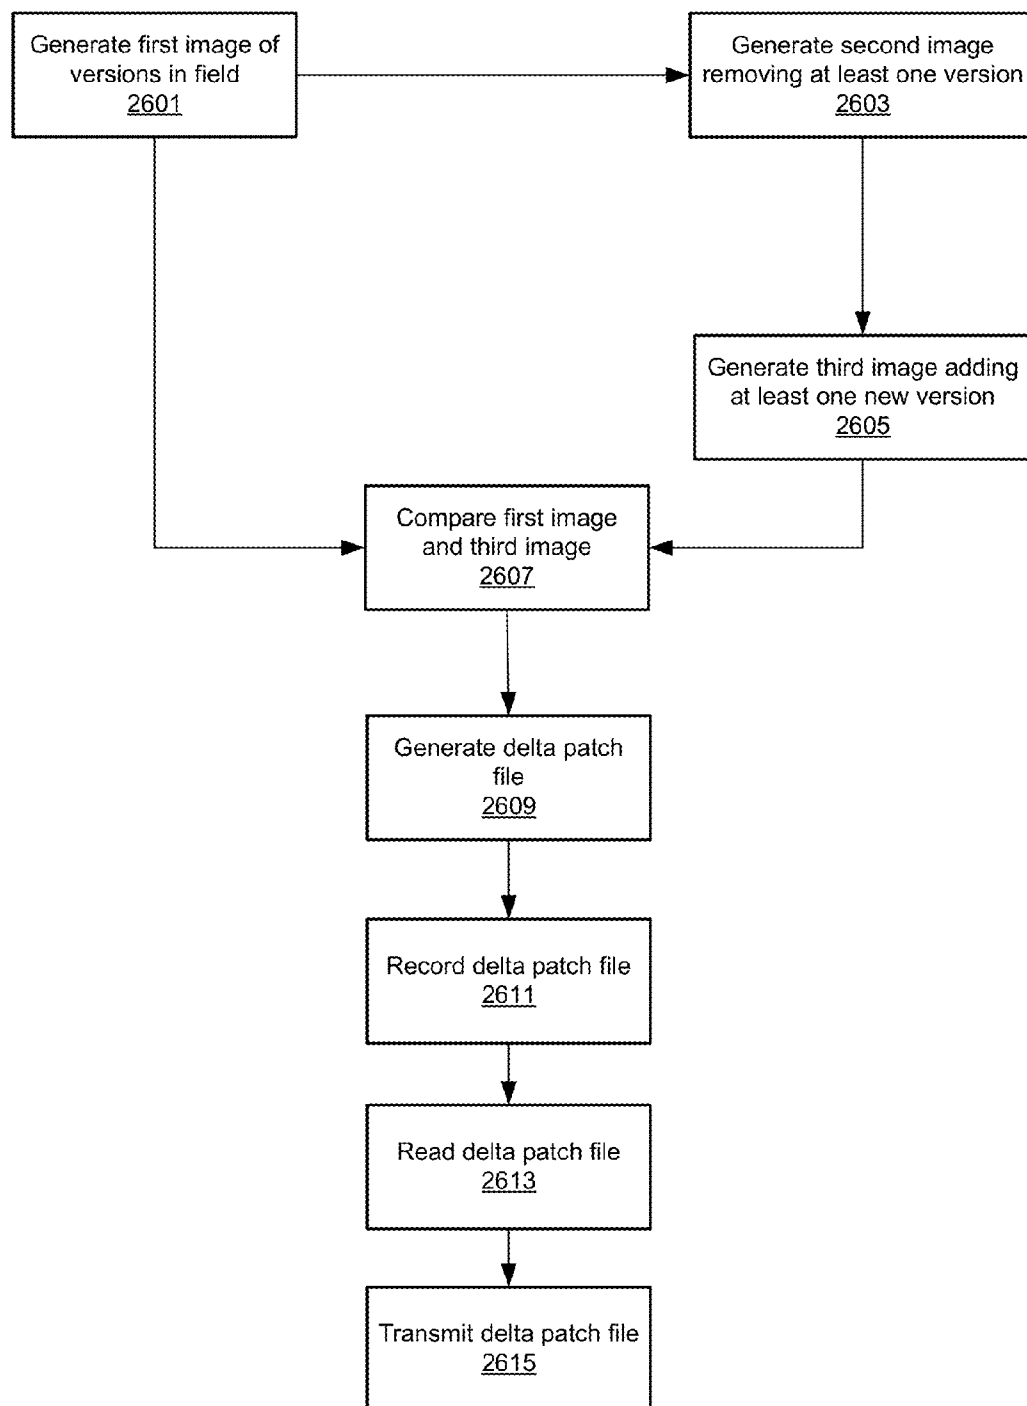 Generate first image of
versions in field
2601
Generate second image
removing at least one version
2603
Generate third image adding
at least one new version
2605
Compare first image
and third image
2607
Generate delta patch
file
2609
Record delta patch file
2611
Read delta patch file
2613
Transmit delta patch file
2615